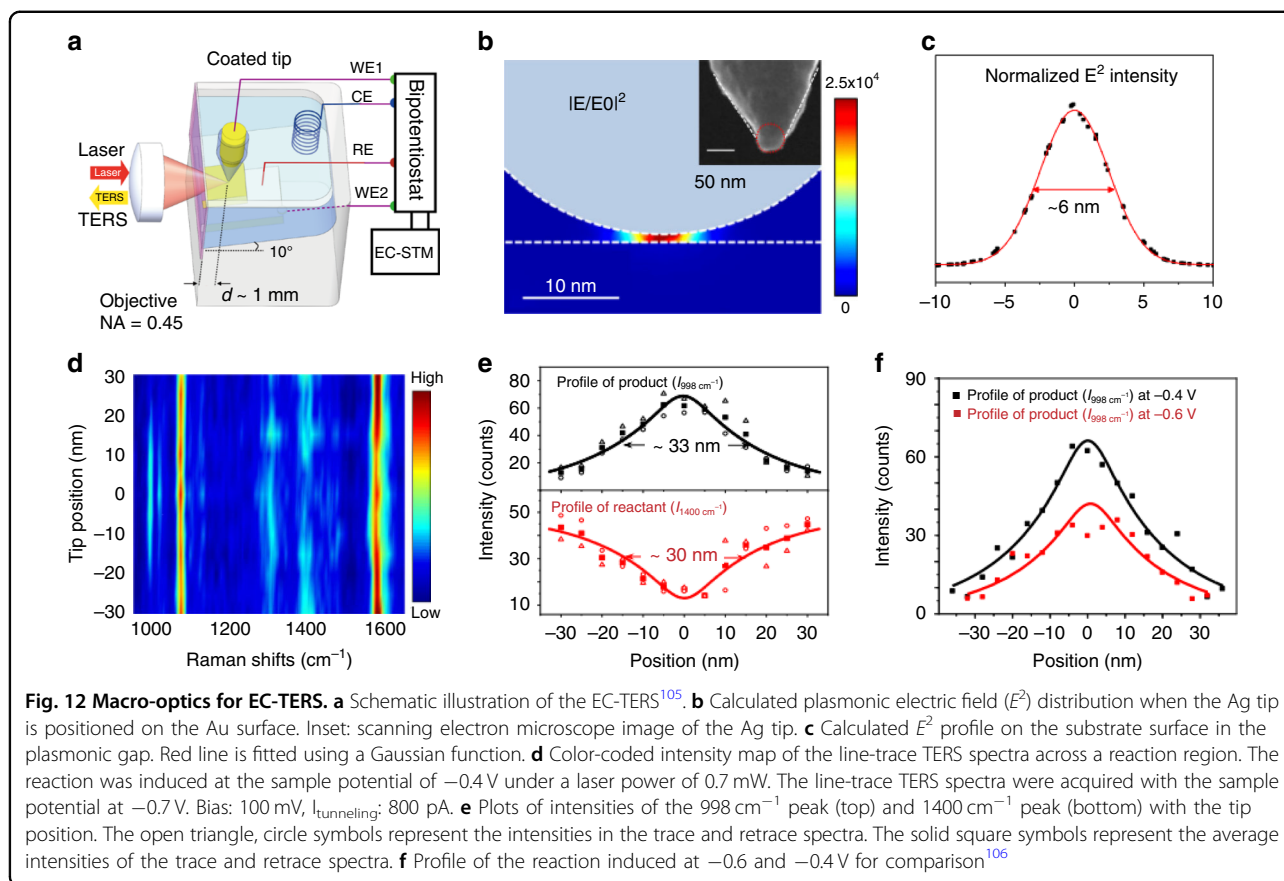 a
Coated tip
WE1
CE
RE
WE2
Bipotentiostat
EC-STM
Laser
Laser
TERS
TERS
10°
d ~ 1 mm
Objective
NA = 0.45
b
|E/E0|²
50 nm
10 nm
2.5x10⁴
0
c
Normalized E² intensity
~6 nm
−10 −5 0 5 10
d
Tip position (nm)
30
20
10
0
−10
−20
−30
1000 1200 1400 1600
Raman shifts (cm⁻¹)
High
Low
e
Intensity (counts)
80
60
40
20
Profile of product (I₉₉₈ cm⁻¹)
~ 33 nm
50
30
10
Profile of reactant (I₁₄₀₀ cm⁻¹)
~ 30 nm
−30 −20 −10 0 10 20 30
Position (nm)
f
Intensity (counts)
90
60
30
0
Profile of product (I₉₉₈ cm⁻¹) at −0.4 V
Profile of product (I₉₉₈ cm⁻¹) at −0.6 V
−30 −20 −10 0 10 20 30
Position (nm)
Fig. 12 Macro-optics for EC-TERS. a Schematic illustration of the EC-TERS¹⁰⁵. b Calculated plasmonic electric field (E²) distribution when the Ag tip
is positioned on the Au surface. Inset: scanning electron microscope image of the Ag tip. c Calculated E² profile on the substrate surface in the
plasmonic gap. Red line is fitted using a Gaussian function. d Color-coded intensity map of the line-trace TERS spectra across a reaction region. The
reaction was induced at the sample potential of −0.4 V under a laser power of 0.7 mW. The line-trace TERS spectra were acquired with the sample
potential at −0.7 V. Bias: 100 mV, I_tunneling: 800 pA. e Plots of intensities of the 998 cm⁻¹ peak (top) and 1400 cm⁻¹ peak (bottom) with the tip
position. The open triangle, circle symbols represent the intensities in the trace and retrace spectra. The solid square symbols represent the average
intensities of the trace and retrace spectra. f Profile of the reaction induced at −0.6 and −0.4 V for comparison¹⁰⁶